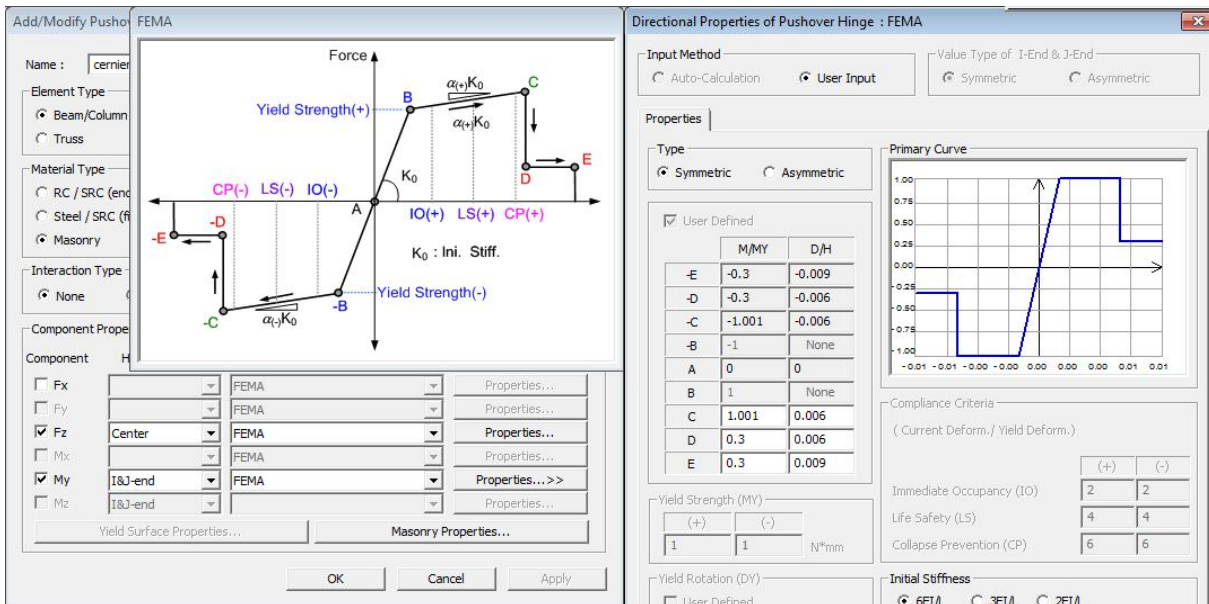 Add/Modify Pushov
Name : cernier
Element Type
Beam/Column
Truss
Material Type
RC / SRC (enc
Steel / SRC (fi
Masonry
Interaction Type
None
Component Prope
Component H
Fx FEMA Properties...
Fy FEMA Properties...
Fz Center FEMA Properties...
Mx FEMA Properties...
My I&J-end FEMA Properties...>>
Mz I&J-end Properties...
Yield Surface Properties... Masonry Properties...
OK Cancel Apply
FEMA
Force
α(+)K0
C
B
Yield Strength(+)
α(+)K0
E
D
K0
CP(-) LS(-) IO(-)
A
IO(+) LS(+) CP(+)
-D
-E
K0 : Ini. Stiff.
Yield Strength(-)
-B
-C
α(-)K0
Directional Properties of Pushover Hinge : FEMA
Input Method
Auto-Calculation User Input
Value Type of I-End & J-End
Symmetric Asymmetric
Properties
Type
Symmetric Asymmetric
User Defined
M/MY D/H
-E -0.3 -0.009
-D -0.3 -0.006
-C -1.001 -0.006
-B -1 None
A 0 0
B 1 None
C 1.001 0.006
D 0.3 0.006
E 0.3 0.009
Yield Strength (MY)
(+) (-)
1 1 N*mm
Yield Rotation (DY)
User Defined
Primary Curve
1.00
0.75
0.50
0.25
0.00
-0.25
-0.50
-0.75
-1.00
-0.01 -0.00 -0.00 -0.00 0.00 0.00 0.00 0.01 0.01
Compliance Criteria
( Current Deform./ Yield Deform.)
(+) (-)
Immediate Occupancy (IO) 2 2
Life Safety (LS) 4 4
Collapse Prevention (CP) 6 6
Initial Stiffness
6EI/L 3EI/L 2EI/L